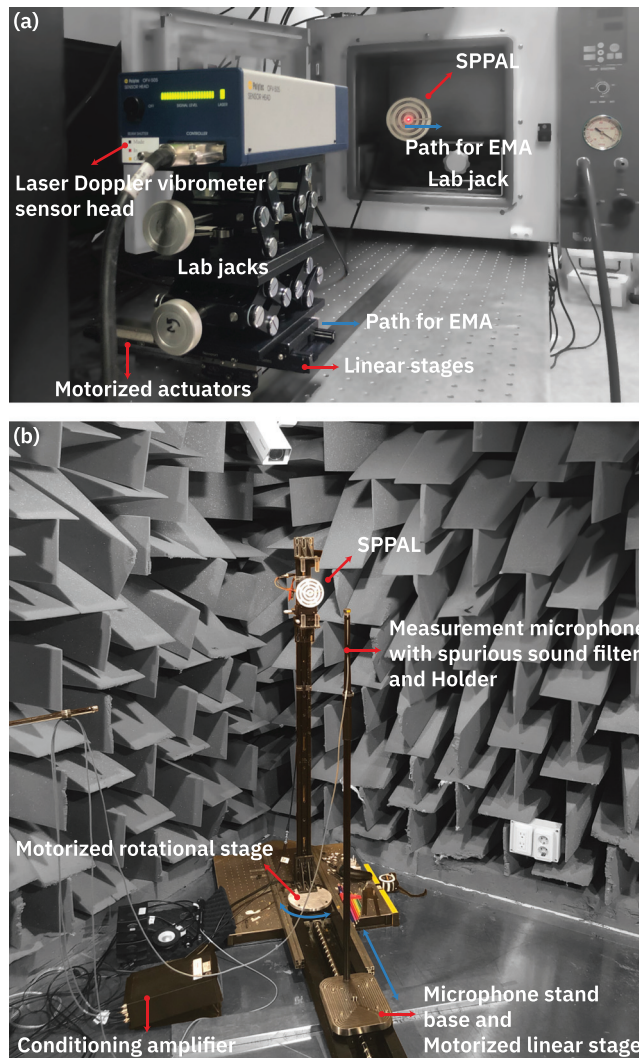 (a)
SPPAL
Path for EMA
Lab jack
Laser Doppler vibrometer
sensor head
Lab jacks
Path for EMA
Linear stages
Motorized actuators
(b)
SPPAL
Measurement microphone
with spurious sound filter
and Holder
Motorized rotational stage
Microphone stand
base and
Motorized linear stage
Conditioning amplifier